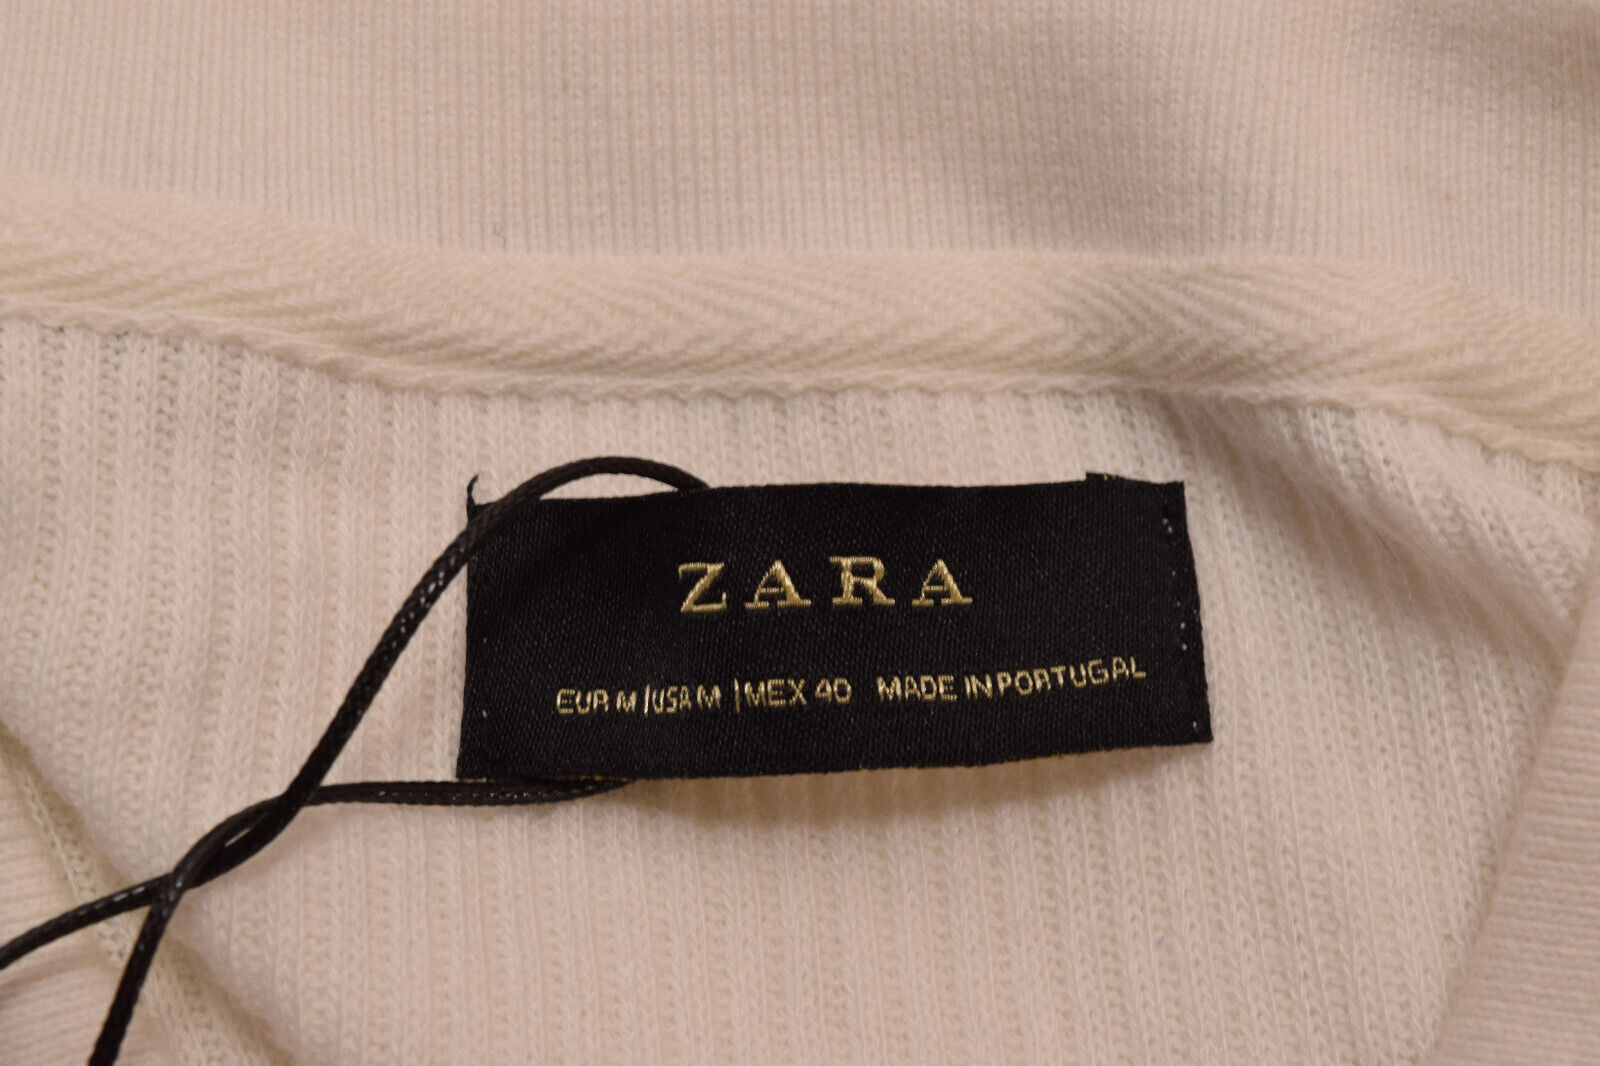 ZARA
EUR M | USA M | MEX 40 MADE IN PORTUGAL